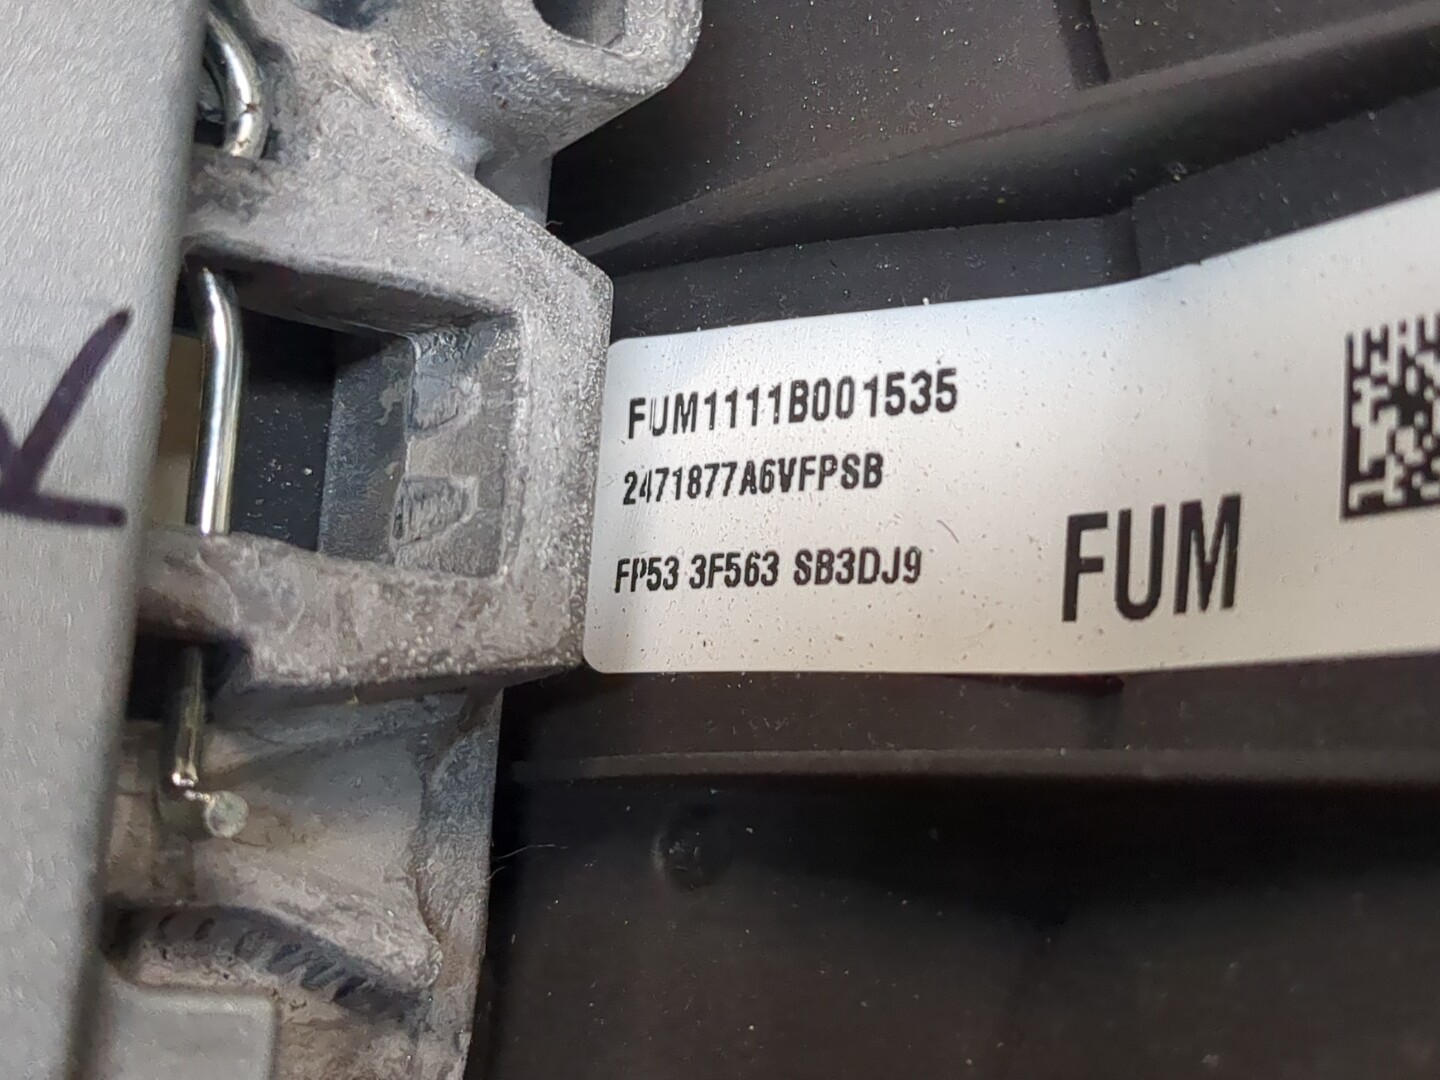 FUM1111B001535
2471877A6VFPSB
FP53 3F563 SB3DJ9
FUM